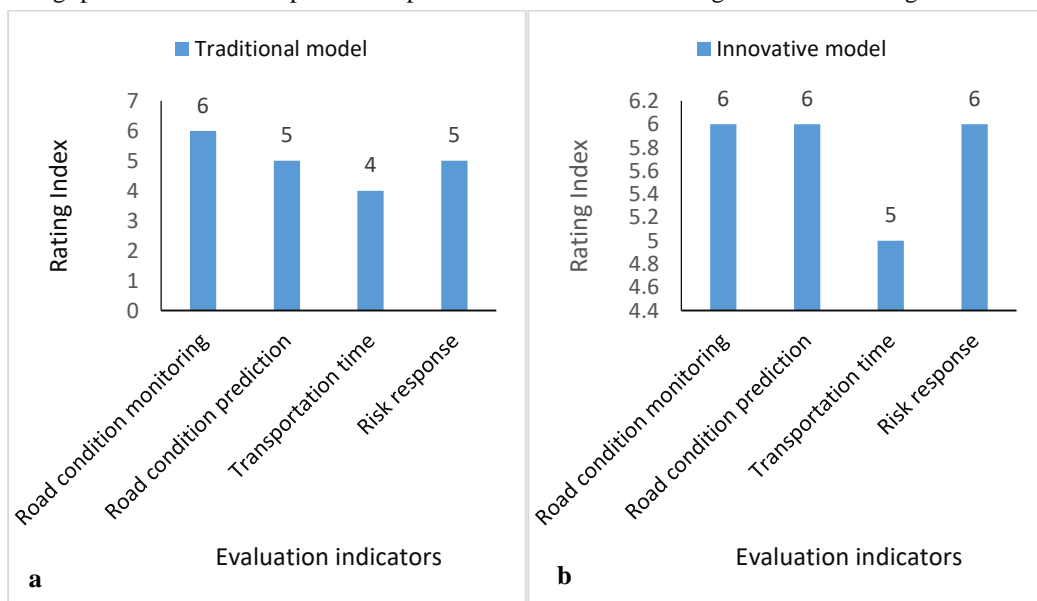 Traditional model
7
6
5
4
3
2
1
0
6
5
4
5
Rating Index
Road condition monitoring
Road condition prediction
Transportation time
Risk response
Evaluation indicators
a
Innovative model
6.2
6
5.8
5.6
5.4
5.2
5
4.8
4.6
4.4
6
6
5
6
Rating Index
Road condition monitoring
Road condition prediction
Transportation time
Risk response
Evaluation indicators
b